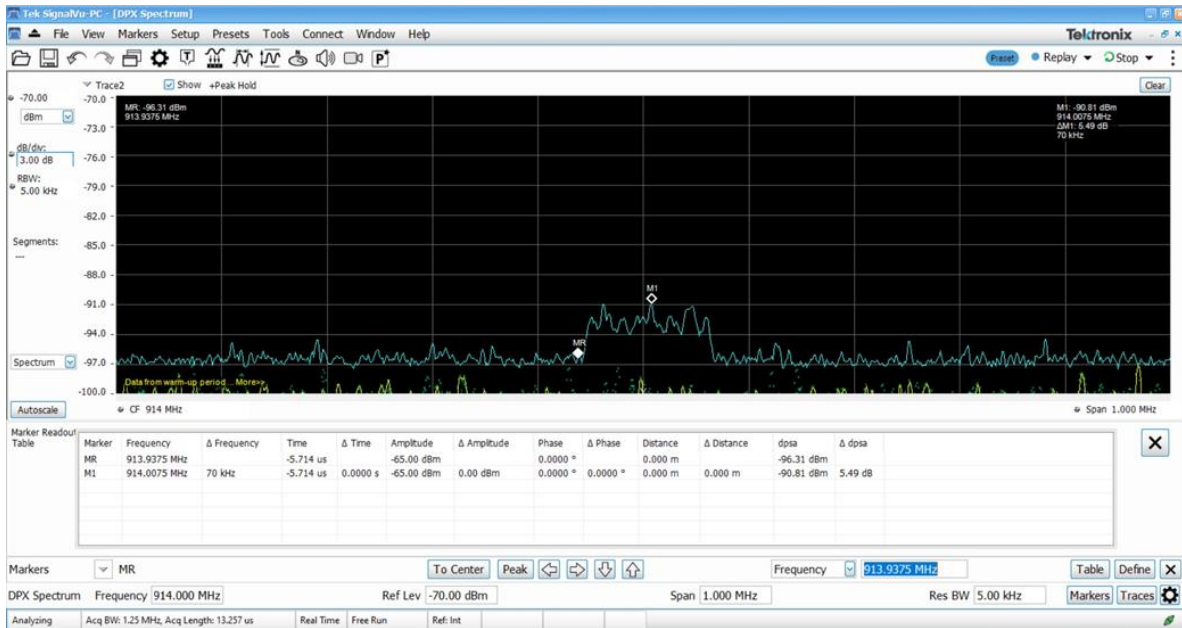 Tek SignalVu-PC - [DPX Spectrum]
File View Markers Setup Presets Tools Connect Window Help
Tektronix
Preset Replay Stop
Trace2 Show +Peak Hold Clear
-70.00
dBm
dB/div:
3.00 dB
RBW:
5.00 kHz
Segments:
---
Spectrum
Autoscale
-70.0
-73.0
-76.0
-79.0
-82.0
-85.0
-88.0
-91.0
-94.0
-97.0
-100.0
MR: -96.31 dBm
913.9375 MHz
M1: -90.81 dBm
914.0075 MHz
ΔM1: 5.49 dB
70 kHz
M1
MR
Data from warm-up period... More>>
CF 914 MHz Span 1.000 MHz
Marker Readout
Table
Marker Frequency Δ Frequency Time Δ Time Amplitude Δ Amplitude Phase Δ Phase Distance Δ Distance dpsa Δ dpsa
MR 913.9375 MHz -5.714 us -65.00 dBm 0.0000 ° 0.000 m -96.31 dBm
M1 914.0075 MHz 70 kHz -5.714 us 0.0000 s -65.00 dBm 0.00 dBm 0.0000 ° 0.0000 ° 0.000 m 0.000 m -90.81 dBm 5.49 dB
Markers MR To Center Peak Frequency 913.9375 MHz Table Define
DPX Spectrum Frequency 914.000 MHz Ref Lev -70.00 dBm Span 1.000 MHz Res BW 5.00 kHz Markers Traces
Analyzing Acq BW: 1.25 MHz, Acq Length: 13.257 us Real Time Free Run Ref: Int